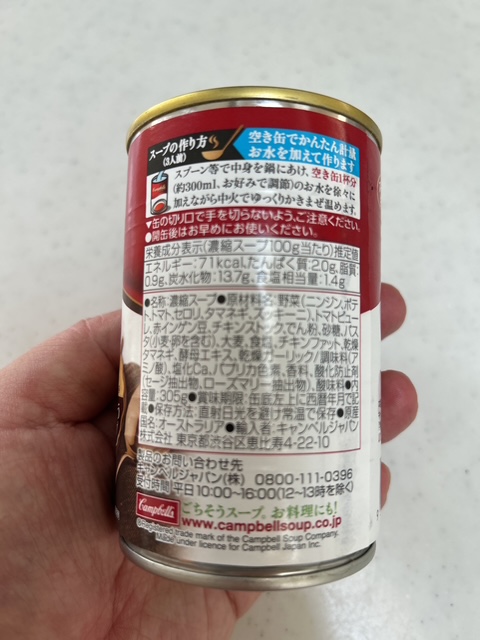 スープの作り方
(3人前)
空き缶でかんたん計量
お水を加えて作ります
スプーン等で中身を鍋にあけ、空き缶1杯分
(約300ml、お好みで調節)のお水を徐々に
加えながら中火でゆっくりかきまぜ温めます。
▼缶の切り口で手を切らないよう、ご注意ください。
●開缶後はお早めにお使いください。
栄養成分表示(濃縮スープ100g当たり)推定値
エネルギー:71kcal、たんぱく質:2.0g、脂質:
0.9g、炭水化物:13.7g、食塩相当量:1.4g
●名称:濃縮スープ●原材料名:野菜(ニンジン、ポテ
ト、トマト、セロリ、タマネギ、ズッキーニ)、トマトピュー
レ、赤インゲン豆、チキンストック、でん粉、砂糖、パス
タ(小麦・卵を含む)、大麦、食塩、チキンファット、乾燥
タマネギ、酵母エキス、乾燥ガーリック/調味料(ア
ミノ酸)、塩化Ca、パプリカ色素、香料、酸化防止剤
(セージ抽出物、ローズマリー抽出物)、酸味料●内
容量:305g●賞味期限:缶底左上に西暦年月で記
載●保存方法:直射日光を避け常温で保存●原産
国名:オーストラリア●輸入者:キャンベルジャパン
株式会社 東京都渋谷区恵比寿4-22-10
製品のお問い合わせ先
キャンベルジャパン(株) 0800-111-0396
受付時間 平日10:00~16:00(12~13時を除く)
Campbell's
ごちそうスープ。お料理にも!
www.campbellsoup.co.jp
®Registered trade mark of the Campbell Soup Company.
Made under licence for Campbell Japan Inc.